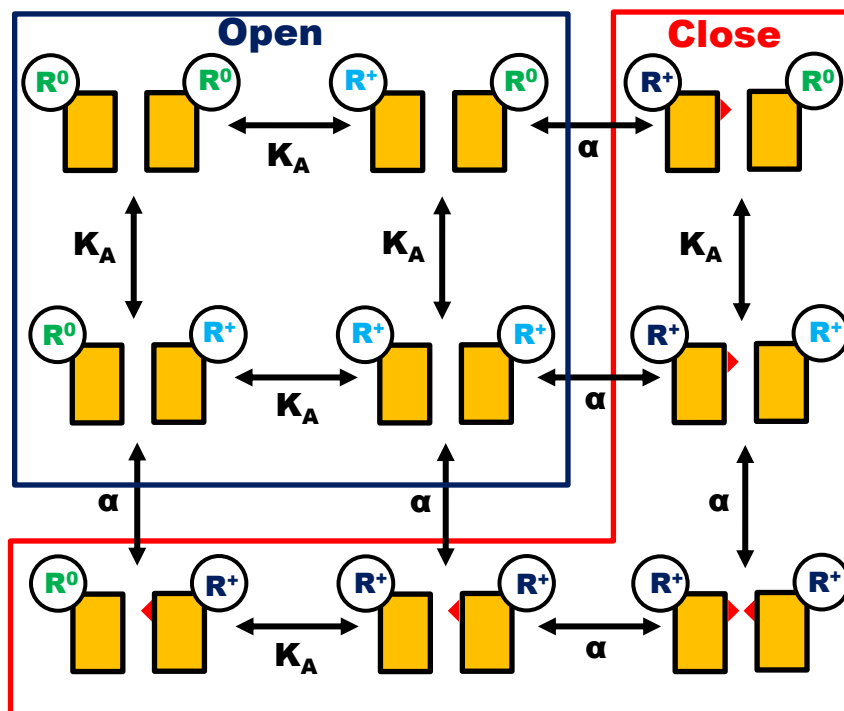 Open
Close
R⁰ R⁰ R⁺ R⁰ R⁺ R⁰
K_A
α
K_A K_A K_A
R⁰ R⁺ R⁺ R⁺ R⁺ R⁺
K_A
α
α α α
R⁰ R⁺ R⁺ R⁺ R⁺ R⁺
K_A
α